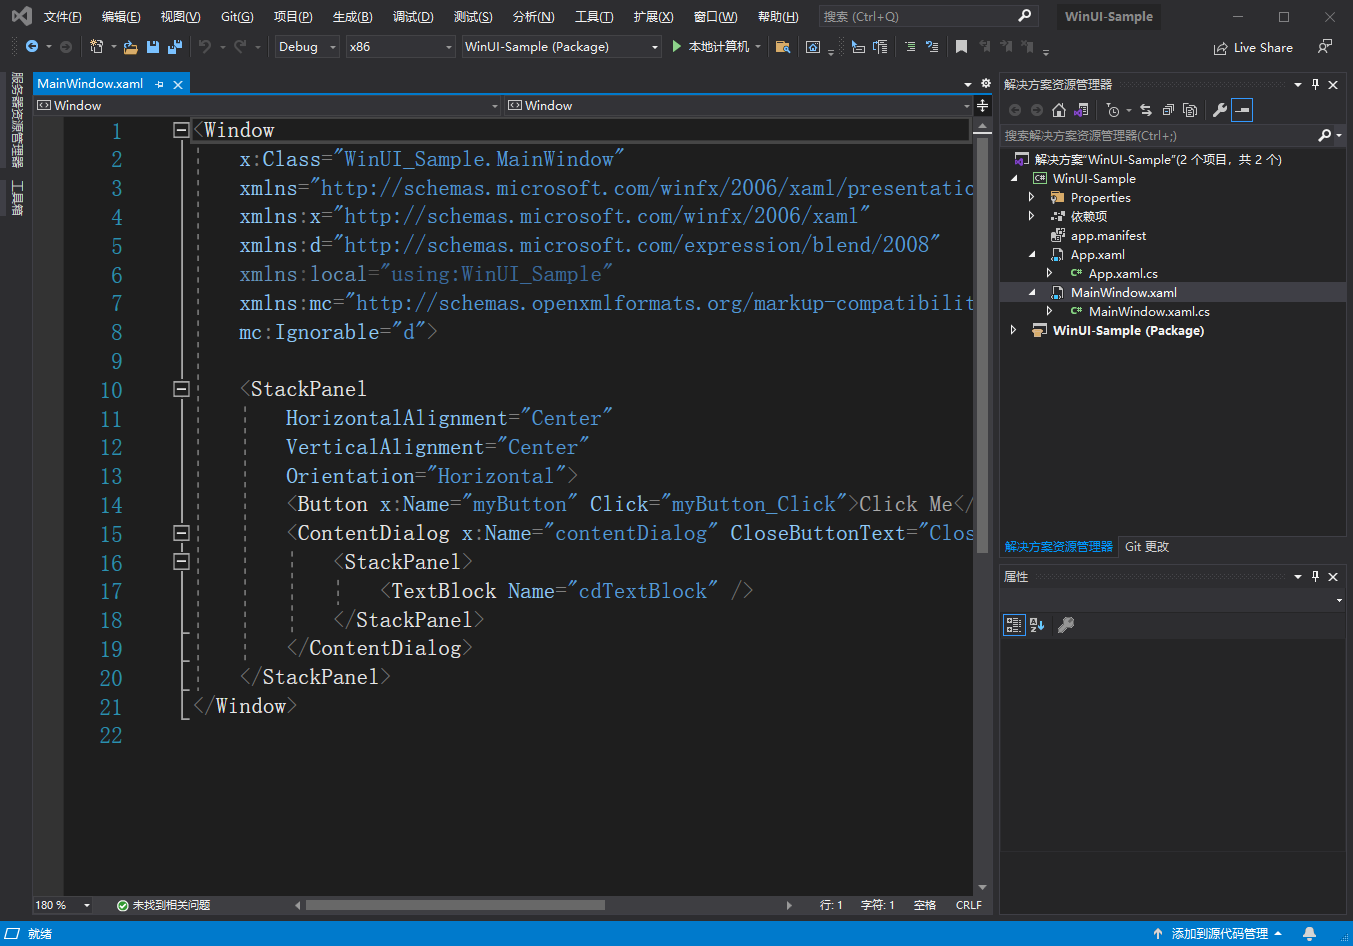 文件(F) 编辑(E) 视图(V) Git(G) 项目(P) 生成(B) 调试(D) 测试(S) 分析(N) 工具(T) 扩展(X) 窗口(W) 帮助(H) 搜索 (Ctrl+Q) WinUI-Sample
Debug x86 WinUI-Sample (Package) 本地计算机 Live Share
服务器资源管理器
工具箱
MainWindow.xaml
Window Window
1 <Window
2 x:Class="WinUI_Sample.MainWindow"
3 xmlns="http://schemas.microsoft.com/winfx/2006/xaml/presentatio
4 xmlns:x="http://schemas.microsoft.com/winfx/2006/xaml"
5 xmlns:d="http://schemas.microsoft.com/expression/blend/2008"
6 xmlns:local="using:WinUI_Sample"
7 xmlns:mc="http://schemas.openxmlformats.org/markup-compatibilit
8 mc:Ignorable="d">
9
10 <StackPanel
11 HorizontalAlignment="Center"
12 VerticalAlignment="Center"
13 Orientation="Horizontal">
14 <Button x:Name="myButton" Click="myButton_Click">Click Me</
15 <ContentDialog x:Name="contentDialog" CloseButtonText="Clos
16 <StackPanel>
17 <TextBlock Name="cdTextBlock" />
18 </StackPanel>
19 </ContentDialog>
20 </StackPanel>
21 </Window>
22
180 % 未找到相关问题 行: 1 字符: 1 空格 CRLF
解决方案资源管理器
搜索解决方案资源管理器(Ctrl+;)
解决方案"WinUI-Sample"(2 个项目，共 2 个)
C# WinUI-Sample
Properties
依赖项
app.manifest
App.xaml
C# App.xaml.cs
MainWindow.xaml
C# MainWindow.xaml.cs
WinUI-Sample (Package)
解决方案资源管理器 Git 更改
属性
就绪 添加到源代码管理